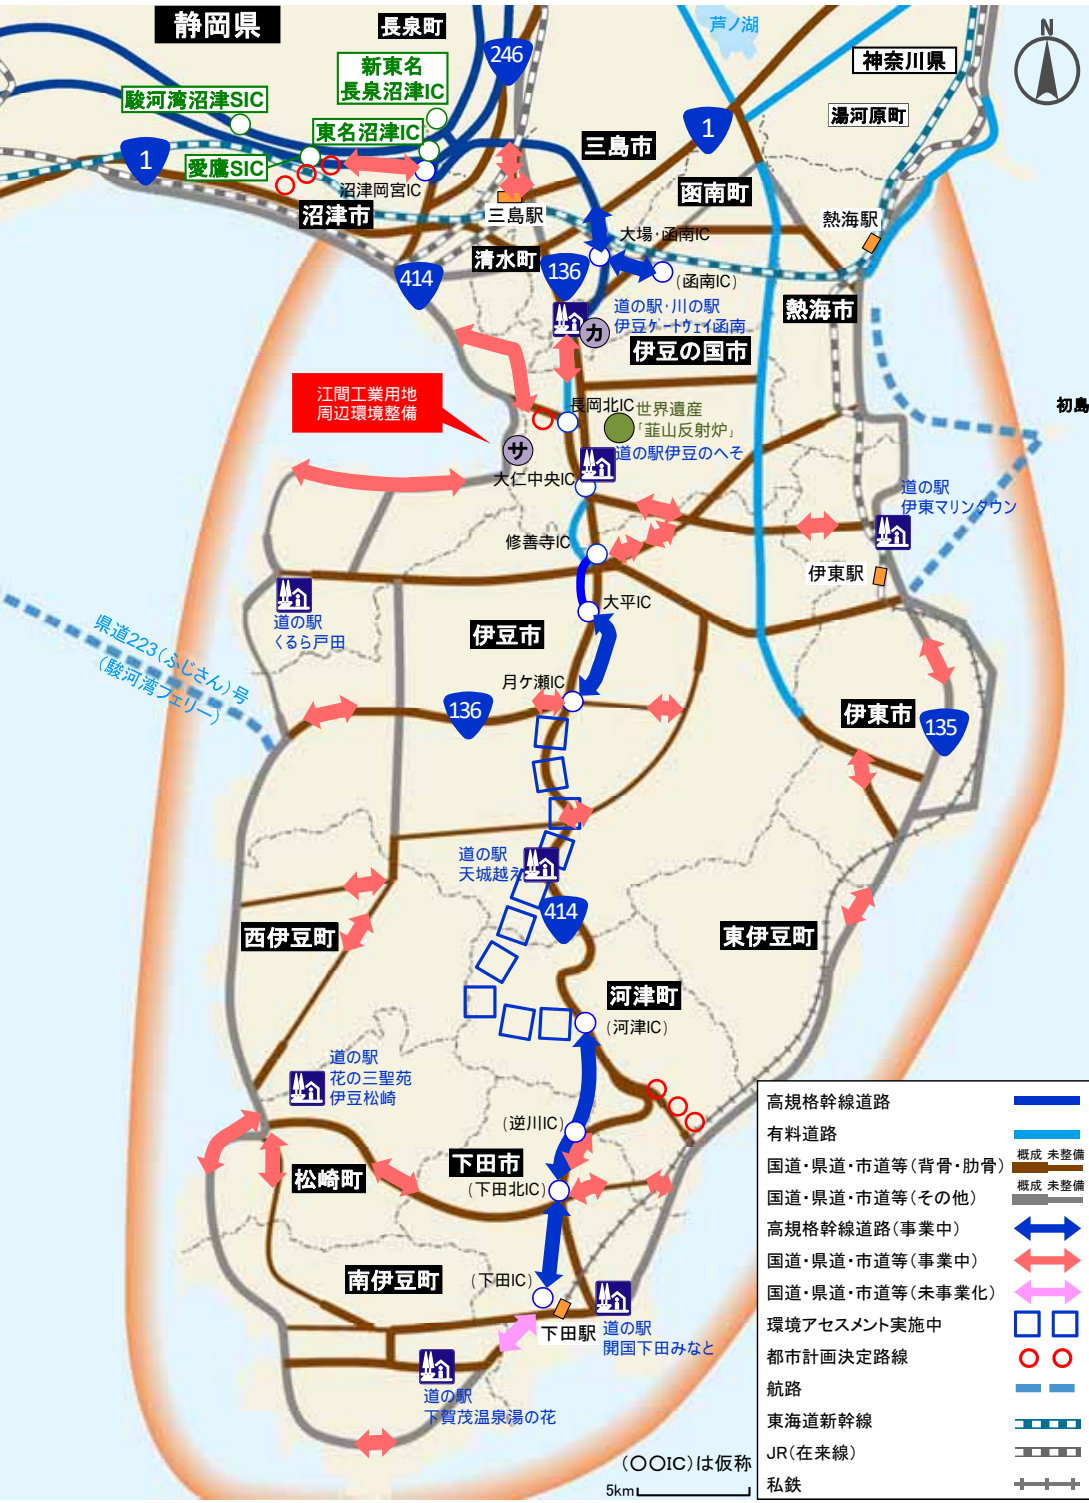 静岡県
長泉町
芦ノ湖
N
246
神奈川県
新東名
長泉沼津IC
駿河湾沼津SIC
湯河原町
東名沼津IC
1
1
三島市
愛鷹SIC
函南町
沼津岡宮IC
沼津市
三島駅
熱海駅
大場・函南IC
清水町
136
414
(函南IC)
道の駅・川の駅
伊豆ゲートウェイ函南
熱海市
カ
伊豆の国市
江間工業用地
周辺環境整備
長岡北IC
世界遺産
「韮山反射炉」
初島
サ
道の駅伊豆のへそ
大仁中央IC
道の駅
伊東マリンタウン
修善寺IC
伊東駅
大平IC
道の駅
くるら戸田
県道223(ふじさん)号
(駿河湾フェリー)
伊豆市
月ケ瀬IC
136
伊東市
135
道の駅
天城越え
414
西伊豆町
東伊豆町
河津町
(河津IC)
道の駅
花の三聖苑
伊豆松崎
(逆川IC)
下田市
松崎町
(下田北IC)
南伊豆町
(下田IC)
下田駅
道の駅
開国下田みなと
道の駅
下賀茂温泉湯の花
(〇〇IC)は仮称
5km
高規格幹線道路
有料道路
国道・県道・市道等(背骨・肋骨)
概成 未整備
国道・県道・市道等(その他)
概成 未整備
高規格幹線道路(事業中)
国道・県道・市道等(事業中)
国道・県道・市道等(未事業化)
環境アセスメント実施中
都市計画決定路線
航路
東海道新幹線
JR(在来線)
私鉄